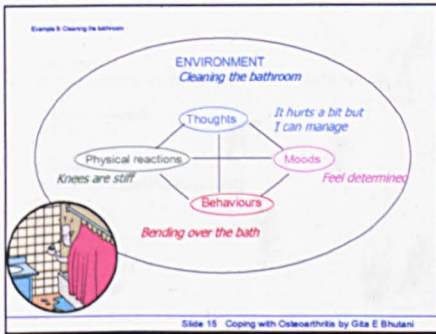 Example 9: Cleaning the bathroom
ENVIRONMENT
Cleaning the bathroom
Thoughts
It hurts a bit but
I can manage
Physical reactions
Moods
Knees are stiff
Feel determined
Behaviours
Bending over the bath
Slide 15 Coping with Osteoarthritis by Gita E Bhutani